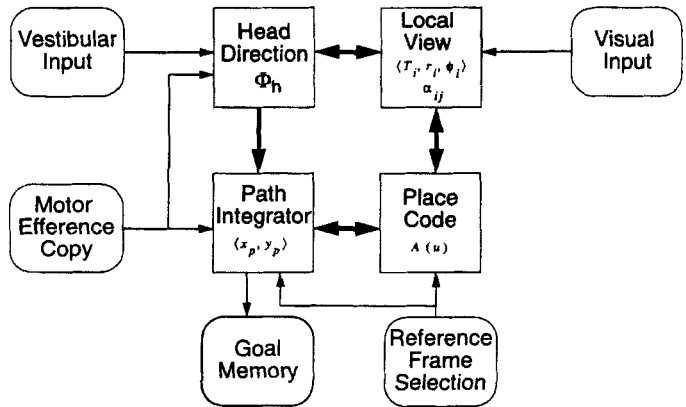 Vestibular
Input
Head
Direction
Φh
Local
View
⟨Ti, ri, ϕi⟩
αij
Visual
Input
Motor
Efference
Copy
Path
Integrator
⟨xp, yp⟩
Place
Code
A (u)
Goal
Memory
Reference
Frame
Selection